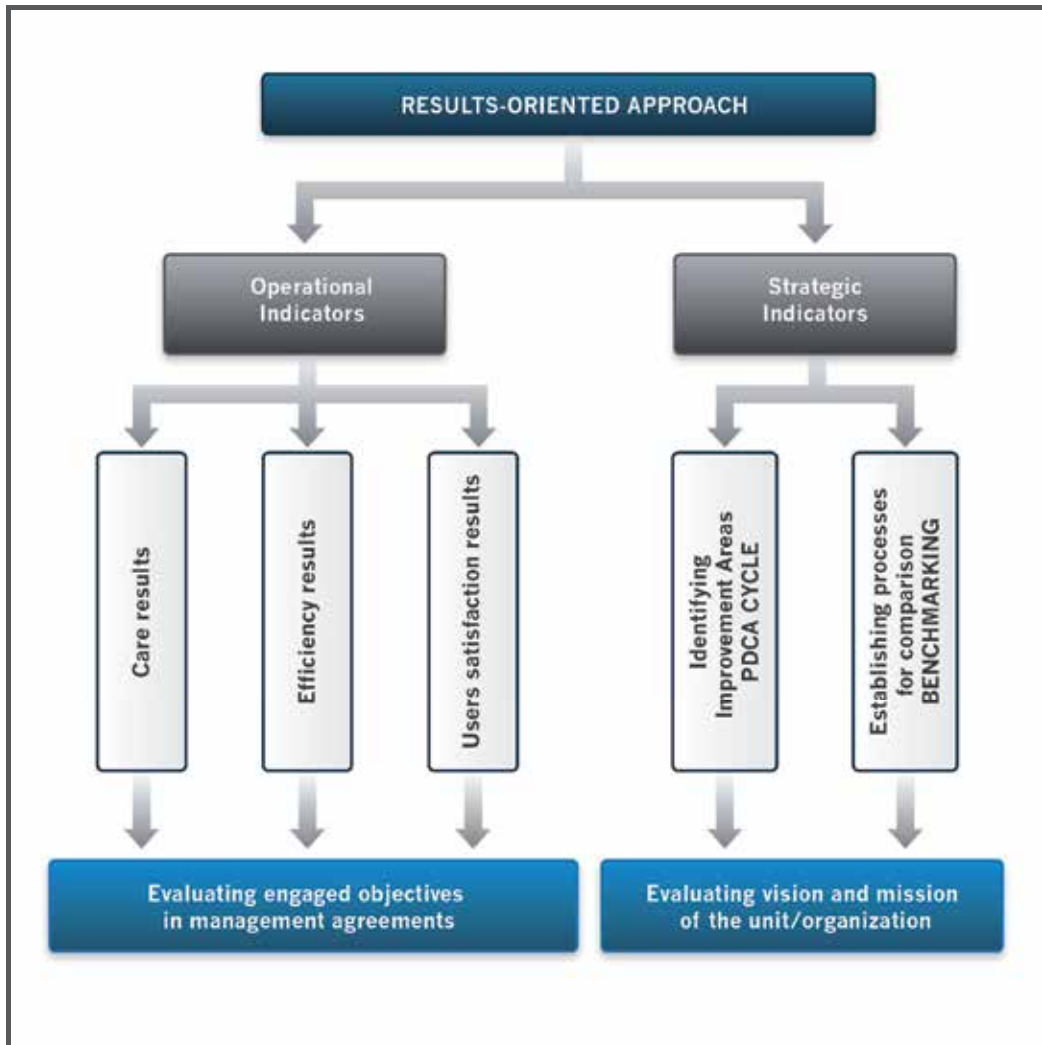 RESULTS-ORIENTED APPROACH
Operational
Indicators
Strategic
Indicators
Care results
Efficiency results
Users satisfaction results
Identifying
Improvement Areas
PDCA CYCLE
Establishing processes
for comparison
BENCHMARKING
Evaluating engaged objectives
in management agreements
Evaluating vision and mission
of the unit/organization